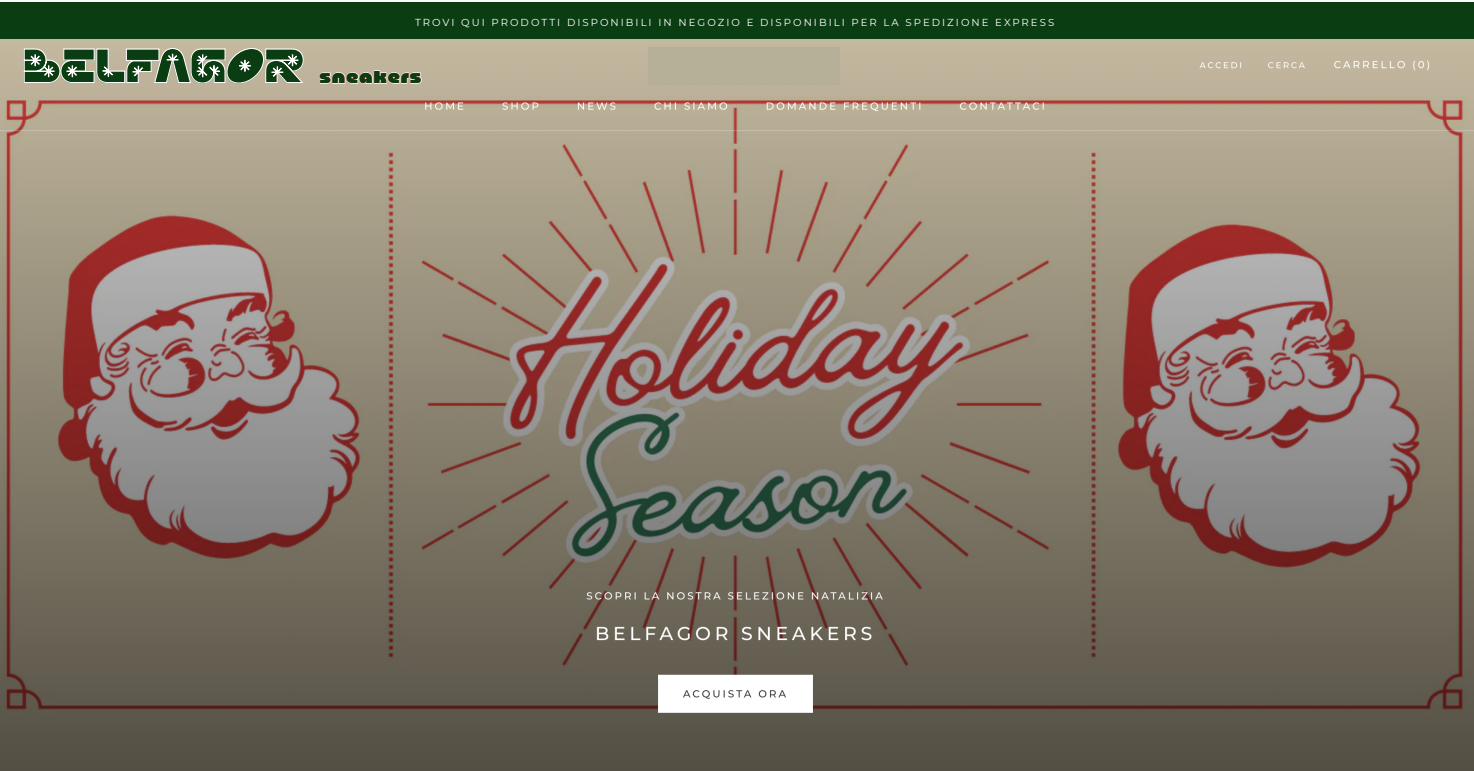 TROVI QUI PRODOTTI DISPONIBILI IN NEGOZIO E DISPONIBILI PER LA SPEDIZIONE EXPRESS
BELFAGOR sneakers
ACCEDI CERCA CARRELLO (0)
HOME SHOP NEWS CHI SIAMO DOMANDE FREQUENTI CONTATTACI
Holiday
Season
SCOPRI LA NOSTRA SELEZIONE NATALIZIA
BELFAGOR SNEAKERS
ACQUISTA ORA